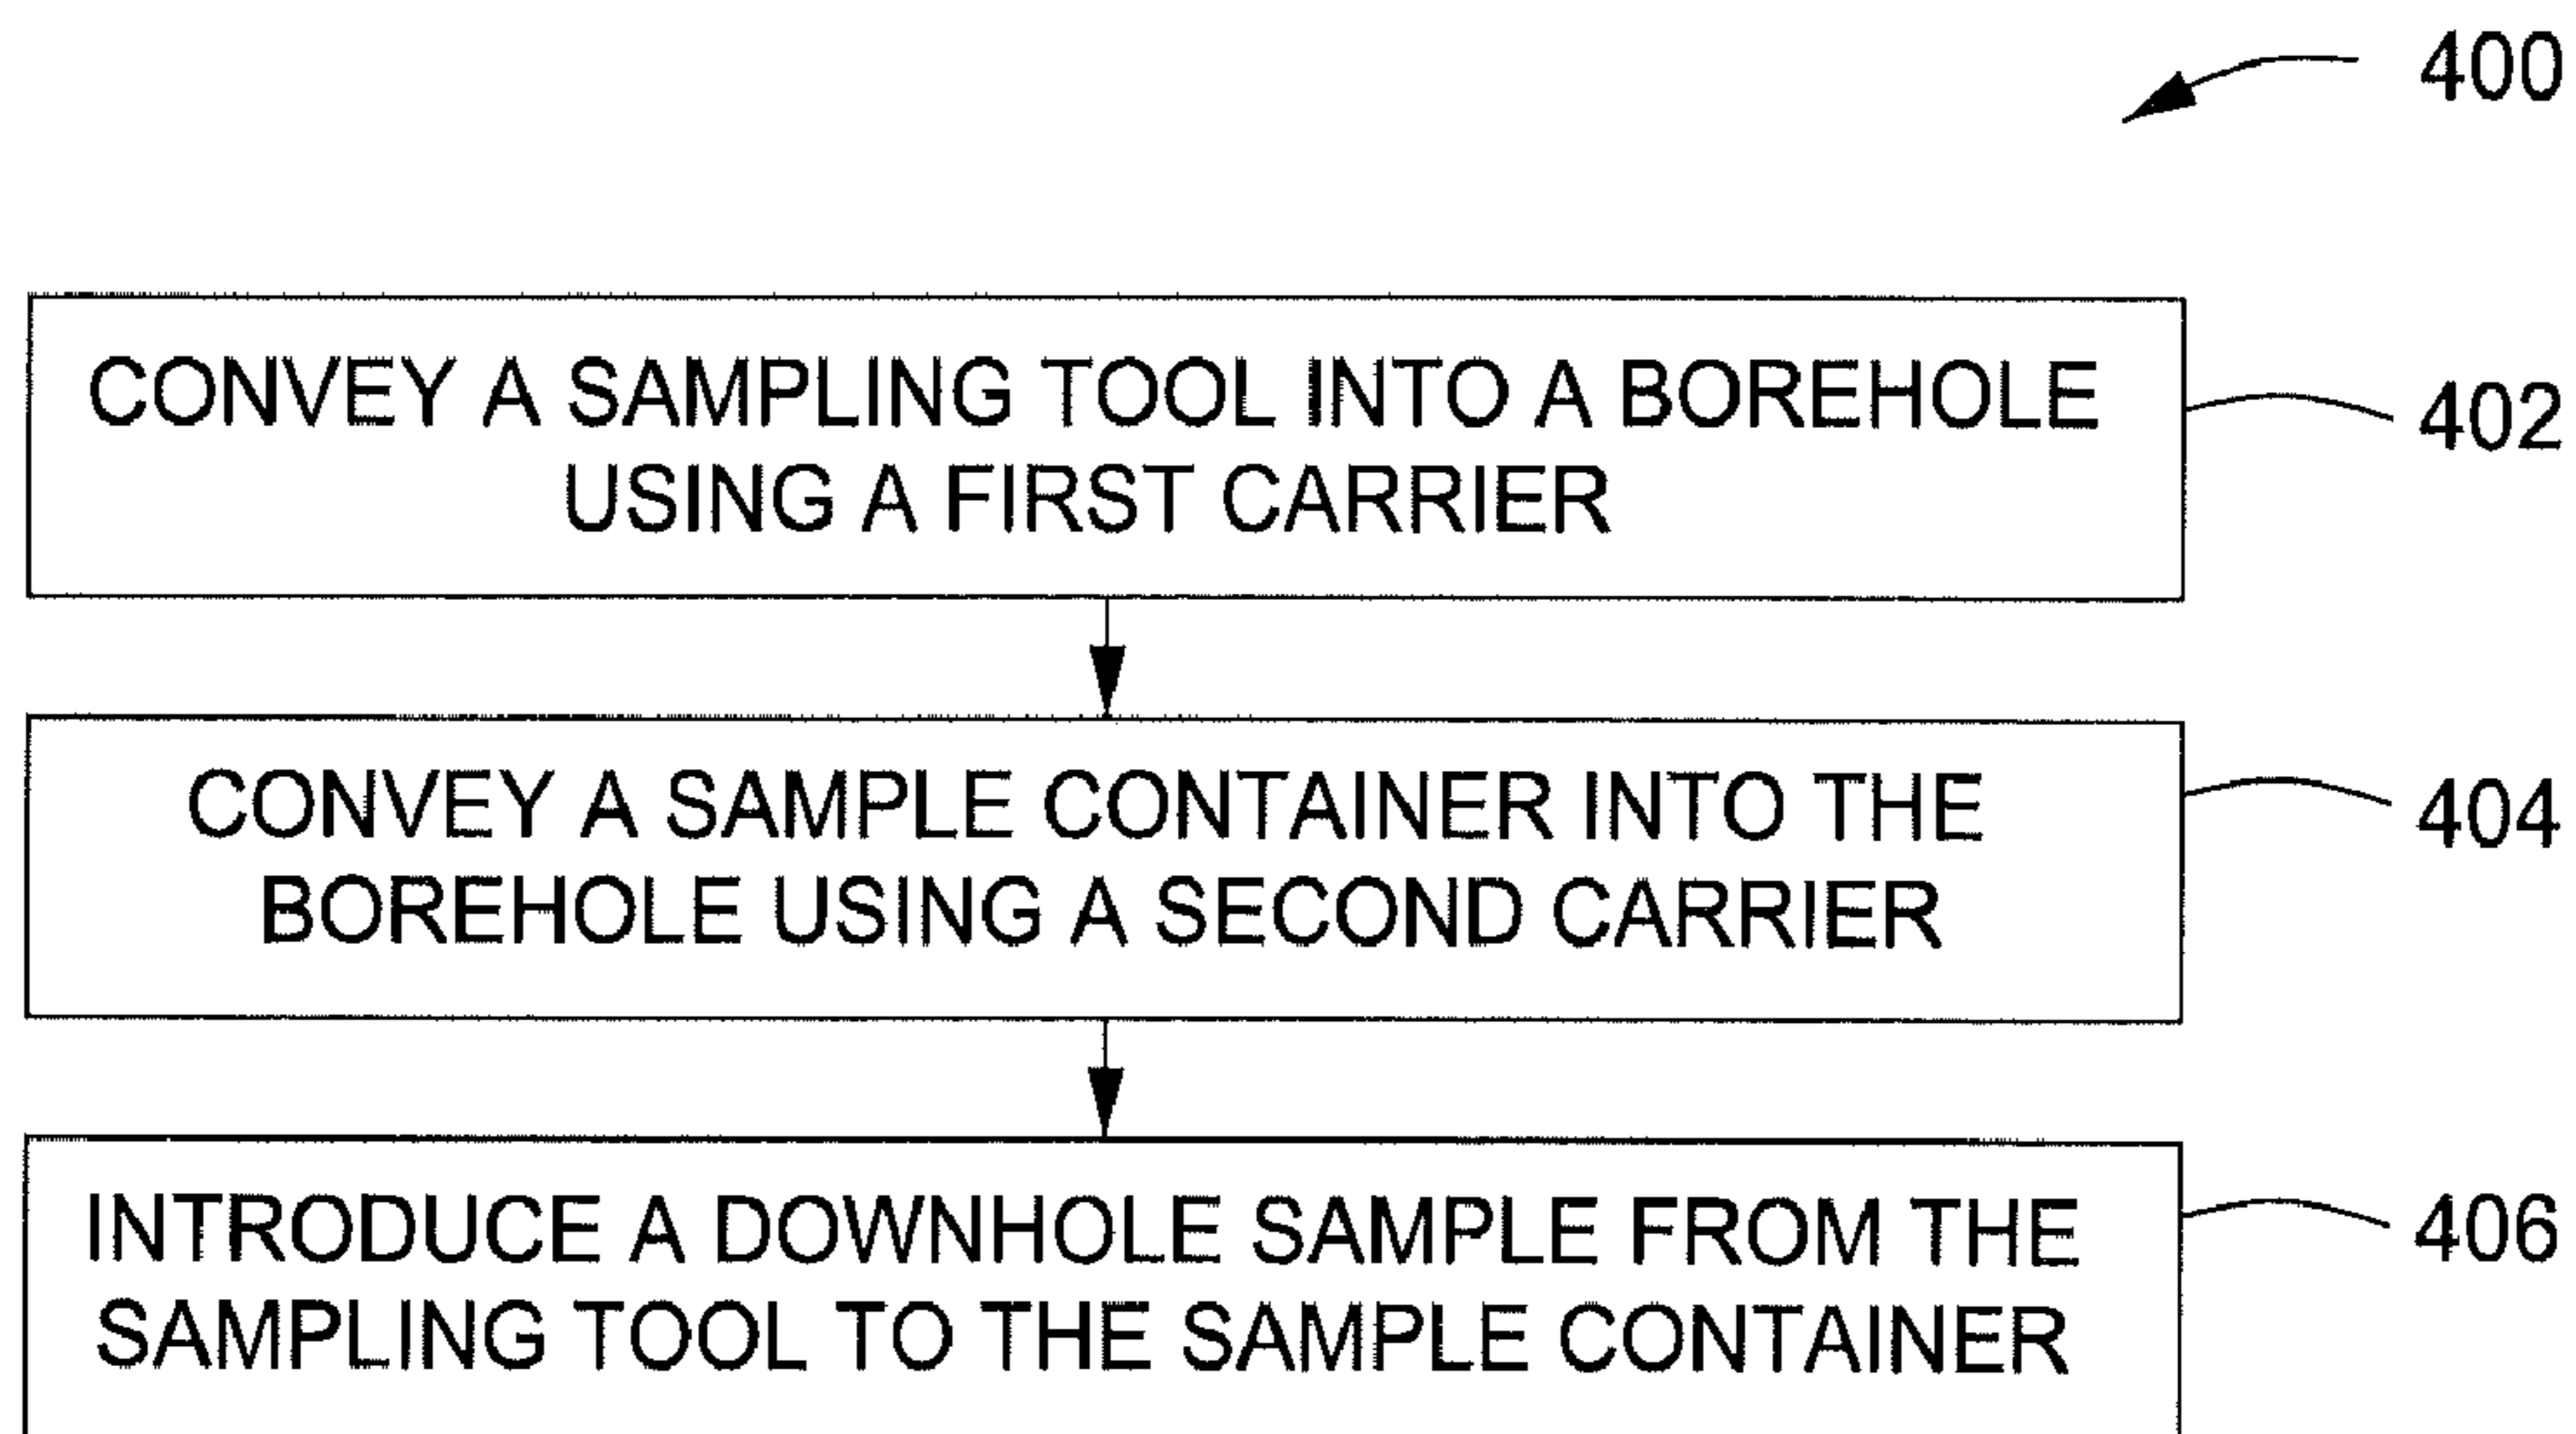 400
CONVEY A SAMPLING TOOL INTO A BOREHOLE
USING A FIRST CARRIER
402
CONVEY A SAMPLE CONTAINER INTO THE
BOREHOLE USING A SECOND CARRIER
404
INTRODUCE A DOWNHOLE SAMPLE FROM THE
SAMPLING TOOL TO THE SAMPLE CONTAINER
406